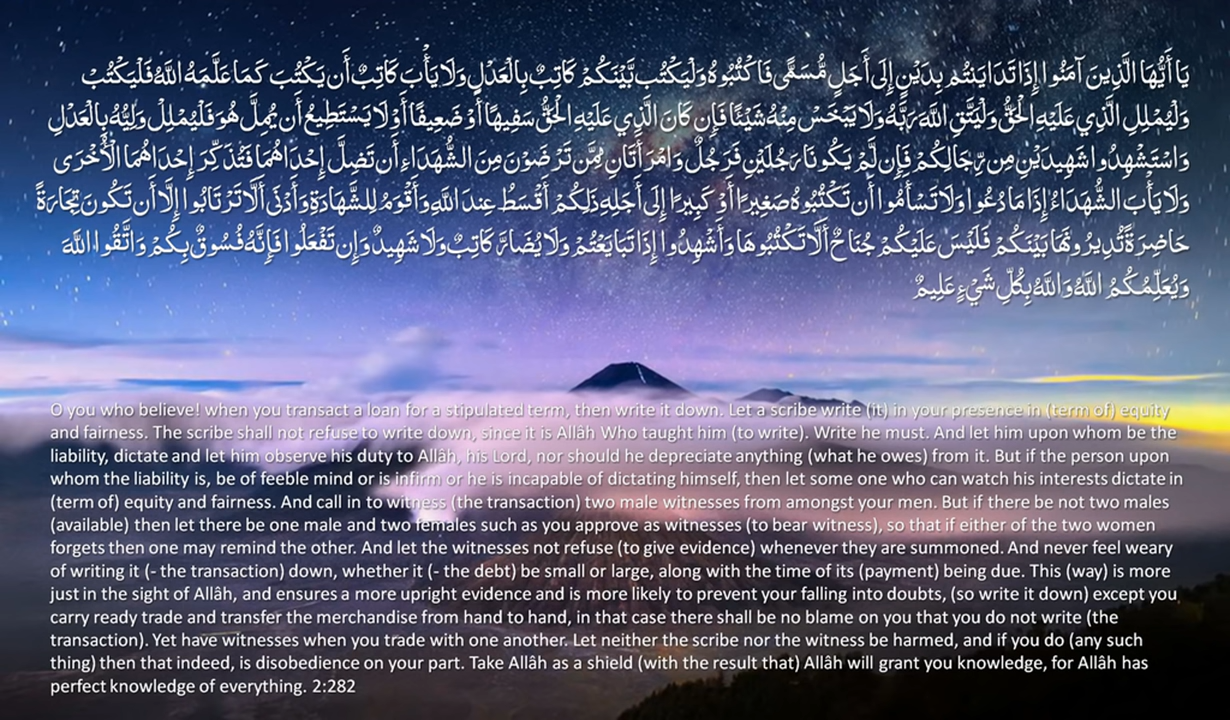 يَا أَيُّهَا الَّذِينَ آمَنُوا إِذَا تَدَايَنتُم بِدَيْنٍ إِلَى أَجَلٍ مُّسَمًّى فَاكْتُبُوهُ وَلْيَكْتُب بَّيْنَكُمْ كَاتِبٌ بِالْعَدْلِ وَلَا يَأْبَ كَاتِبٌ أَن يَكْتُبَ كَمَا عَلَّمَهُ اللَّهُ فَلْيَكْتُبْ
وَلْيُمْلِلِ الَّذِي عَلَيْهِ الْحَقُّ وَلْيَتَّقِ اللَّهَ رَبَّهُ وَلَا يَبْخَسْ مِنْهُ شَيْئًا فَإِن كَانَ الَّذِي عَلَيْهِ الْحَقُّ سَفِيهًا أَوْ ضَعِيفًا أَوْ لَا يَسْتَطِيعُ أَن يُمِلَّ هُوَ فَلْيُمْلِلْ وَلِيُّهُ بِالْعَدْلِ
وَاسْتَشْهِدُوا شَهِيدَيْنِ مِن رِّجَالِكُمْ فَإِن لَّمْ يَكُونَا رَجُلَيْنِ فَرَجُلٌ وَامْرَأَتَانِ مِمَّن تَرْضَوْنَ مِنَ الشُّهَدَاءِ أَن تَضِلَّ إِحْدَاهُمَا فَتُذَكِّرَ إِحْدَاهُمَا الْأُخْرَى
وَلَا يَأْبَ الشُّهَدَاءُ إِذَا مَا دُعُوا وَلَا تَسْأَمُوا أَن تَكْتُبُوهُ صَغِيرًا أَوْ كَبِيرًا إِلَى أَجَلِهِ ذَلِكُمْ أَقْسَطُ عِندَ اللَّهِ وَأَقْوَمُ لِلشَّهَادَةِ وَأَدْنَى أَلَّا تَرْتَابُوا إِلَّا أَن تَكُونَ تِجَارَةً
حَاضِرَةً تُدِيرُونَهَا بَيْنَكُمْ فَلَيْسَ عَلَيْكُمْ جُنَاحٌ أَلَّا تَكْتُبُوهَا وَأَشْهِدُوا إِذَا تَبَايَعْتُمْ وَلَا يُضَارَّ كَاتِبٌ وَلَا شَهِيدٌ وَإِن تَفْعَلُوا فَإِنَّهُ فُسُوقٌ بِكُمْ وَاتَّقُوا اللَّهَ
وَيُعَلِّمُكُمُ اللَّهُ وَاللَّهُ بِكُلِّ شَيْءٍ عَلِيمٌ
O you who believe! when you transact a loan for a stipulated term, then write it down. Let a scribe write (it) in your presence in (term of) equity
and fairness. The scribe shall not refuse to write down, since it is Allâh Who taught him (to write). Write he must. And let him upon whom be the
liability, dictate and let him observe his duty to Allâh, his Lord, nor should he depreciate anything (what he owes) from it. But if the person upon
whom the liability is, be of feeble mind or is infirm or he is incapable of dictating himself, then let some one who can watch his interests dictate in
(term of) equity and fairness. And call in to witness (the transaction) two male witnesses from amongst your men. But if there be not two males
(available) then let there be one male and two females such as you approve as witnesses (to bear witness), so that if either of the two women
forgets then one may remind the other. And let the witnesses not refuse (to give evidence) whenever they are summoned. And never feel weary
of writing it (- the transaction) down, whether it (- the debt) be small or large, along with the time of its (payment) being due. This (way) is more
just in the sight of Allâh, and ensures a more upright evidence and is more likely to prevent your falling into doubts, (so write it down) except you
carry ready trade and transfer the merchandise from hand to hand, in that case there shall be no blame on you that you do not write (the
transaction). Yet have witnesses when you trade with one another. Let neither the scribe nor the witness be harmed, and if you do (any such
thing) then that indeed, is disobedience on your part. Take Allâh as a shield (with the result that) Allâh will grant you knowledge, for Allâh has
perfect knowledge of everything. 2:282